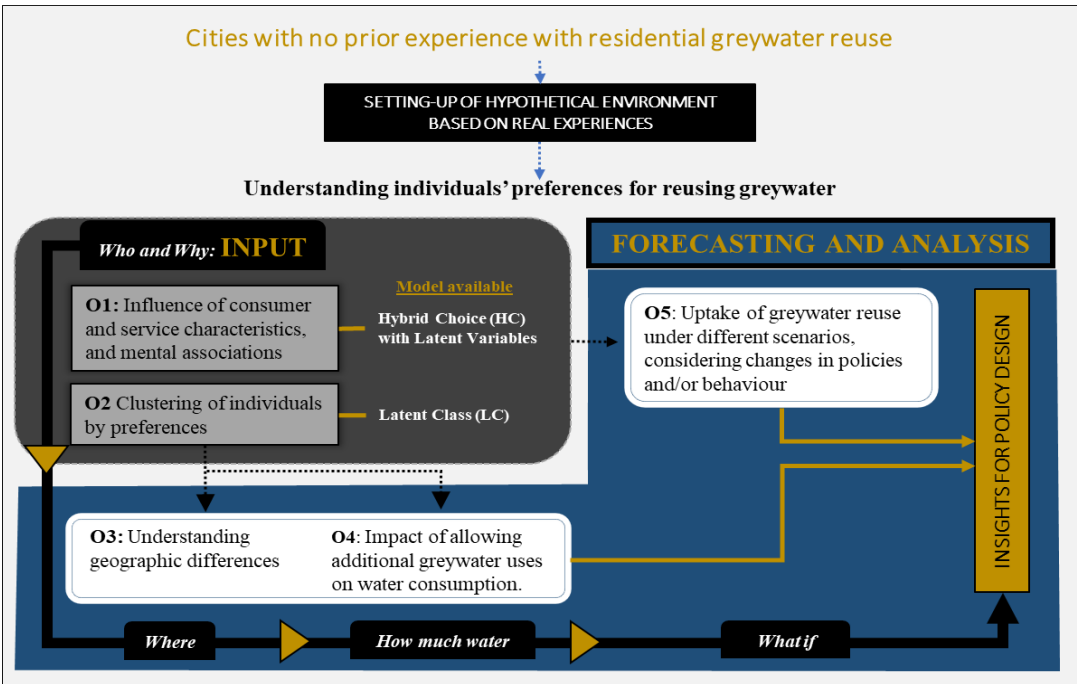 Cities with no prior experience with residential greywater reuse
SETTING-UP OF HYPOTHETICAL ENVIRONMENT
BASED ON REAL EXPERIENCES
Understanding individuals' preferences for reusing greywater
Who and Why: INPUT
O1: Influence of consumer
and service characteristics,
and mental associations
O2 Clustering of individuals
by preferences
Model available
Hybrid Choice (HC)
with Latent Variables
Latent Class (LC)
FORECASTING AND ANALYSIS
O5: Uptake of greywater reuse
under different scenarios,
considering changes in policies
and/or behaviour
INSIGHTS FOR POLICY DESIGN
O3: Understanding
geographic differences
O4: Impact of allowing
additional greywater uses
on water consumption.
Where
How much water
What if